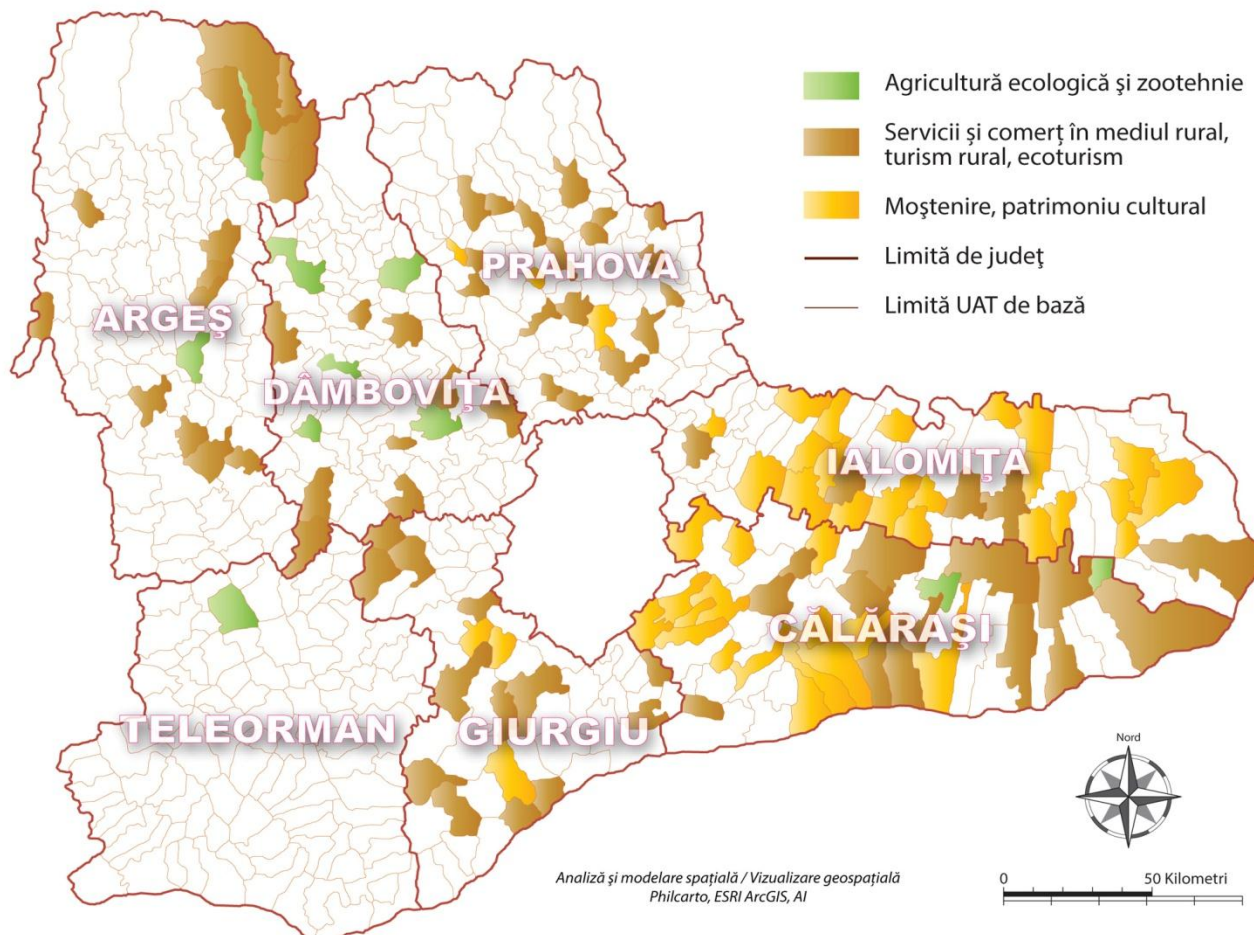 Agricultură ecologică şi zootehnie
Servicii şi comerţ în mediul rural,
turism rural, ecoturism
Moştenire, patrimoniu cultural
Limită de judeţ
Limită UAT de bază
PRAHOVA
ARGEŞ
DÂMBOVIŢA
IALOMIŢA
CĂLĂRAŞI
TELEORMAN
GIURGIU
Nord
Analiză şi modelare spaţială / Vizualizare geospaţială
Philcarto, ESRI ArcGIS, AI
0 50 Kilometri